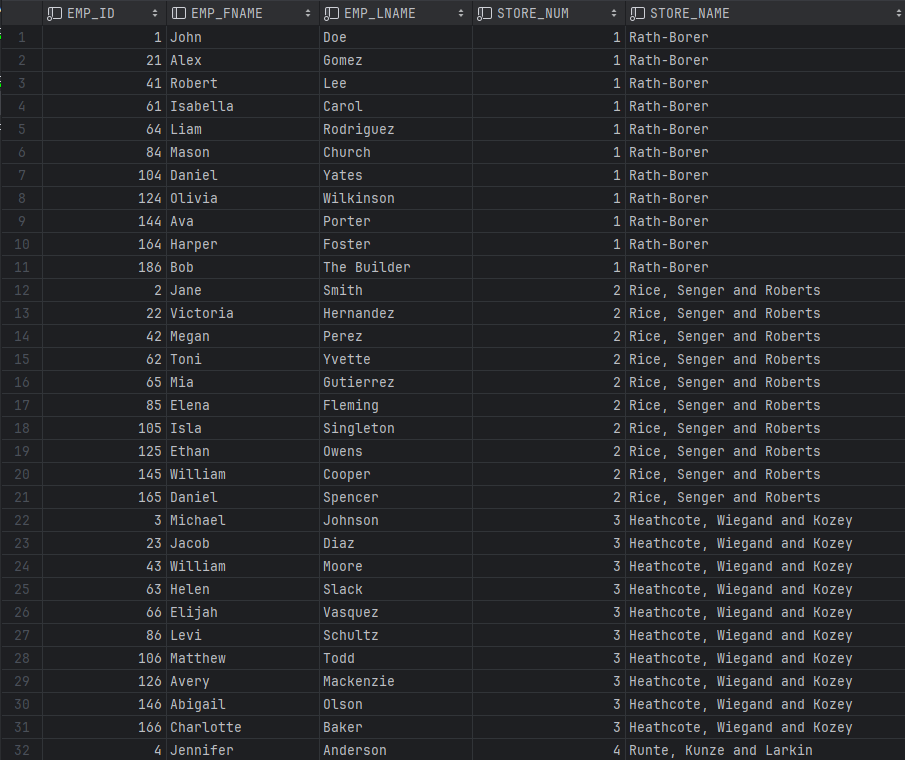 EMP_ID EMP_FNAME EMP_LNAME STORE_NUM STORE_NAME
1 1 John Doe 1 Rath-Borer
2 21 Alex Gomez 1 Rath-Borer
3 41 Robert Lee 1 Rath-Borer
4 61 Isabella Carol 1 Rath-Borer
5 64 Liam Rodriguez 1 Rath-Borer
6 84 Mason Church 1 Rath-Borer
7 104 Daniel Yates 1 Rath-Borer
8 124 Olivia Wilkinson 1 Rath-Borer
9 144 Ava Porter 1 Rath-Borer
10 164 Harper Foster 1 Rath-Borer
11 186 Bob The Builder 1 Rath-Borer
12 2 Jane Smith 2 Rice, Senger and Roberts
13 22 Victoria Hernandez 2 Rice, Senger and Roberts
14 42 Megan Perez 2 Rice, Senger and Roberts
15 62 Toni Yvette 2 Rice, Senger and Roberts
16 65 Mia Gutierrez 2 Rice, Senger and Roberts
17 85 Elena Fleming 2 Rice, Senger and Roberts
18 105 Isla Singleton 2 Rice, Senger and Roberts
19 125 Ethan Owens 2 Rice, Senger and Roberts
20 145 William Cooper 2 Rice, Senger and Roberts
21 165 Daniel Spencer 2 Rice, Senger and Roberts
22 3 Michael Johnson 3 Heathcote, Wiegand and Kozey
23 23 Jacob Diaz 3 Heathcote, Wiegand and Kozey
24 43 William Moore 3 Heathcote, Wiegand and Kozey
25 63 Helen Slack 3 Heathcote, Wiegand and Kozey
26 66 Elijah Vasquez 3 Heathcote, Wiegand and Kozey
27 86 Levi Schultz 3 Heathcote, Wiegand and Kozey
28 106 Matthew Todd 3 Heathcote, Wiegand and Kozey
29 126 Avery Mackenzie 3 Heathcote, Wiegand and Kozey
30 146 Abigail Olson 3 Heathcote, Wiegand and Kozey
31 166 Charlotte Baker 3 Heathcote, Wiegand and Kozey
32 4 Jennifer Anderson 4 Runte, Kunze and Larkin